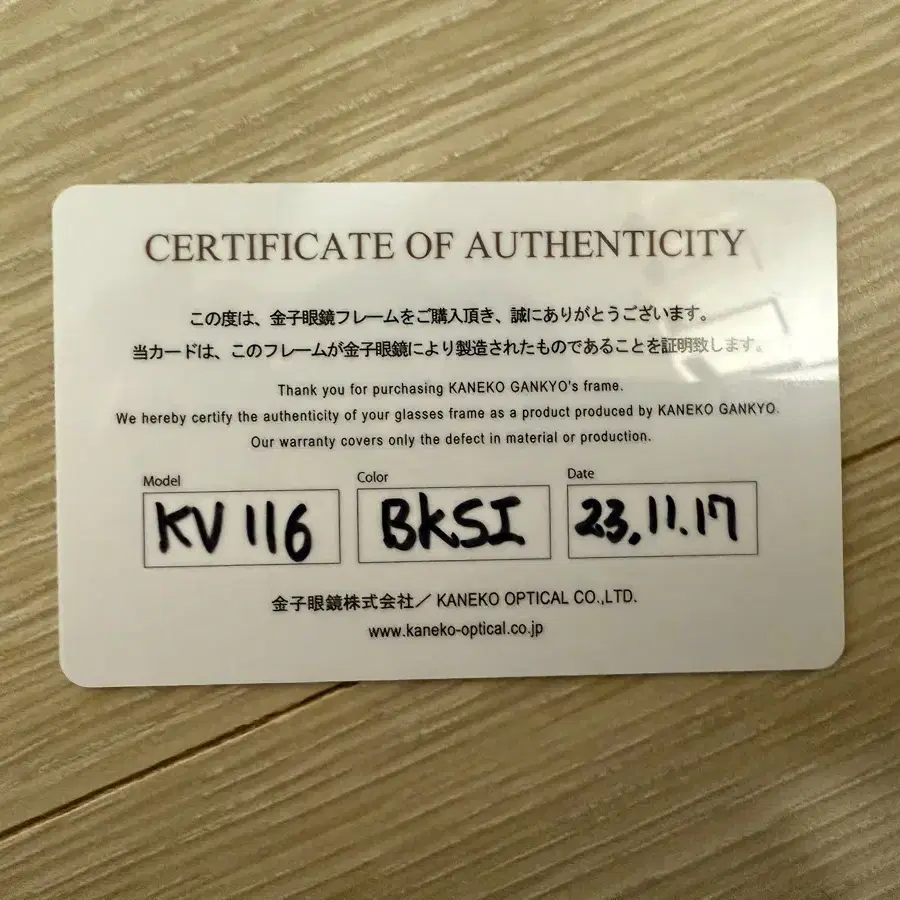 CERTIFICATE OF AUTHENTICITY
この度は、金子眼鏡フレームをご購入頂き、誠にありがとうございます。
当カードは、このフレームが金子眼鏡により製造されたものであることを証明致します。
Thank you for purchasing KANEKO GANKYO's frame.
We hereby certify the authenticity of your glasses frame as a product produced by KANEKO GANKYO.
Our warranty covers only the defect in material or production.
Model Color Date
KV 116 BKSI 23.11.17
金子眼鏡株式会社/ KANEKO OPTICAL CO.,LTD.
www.kaneko-optical.co.jp